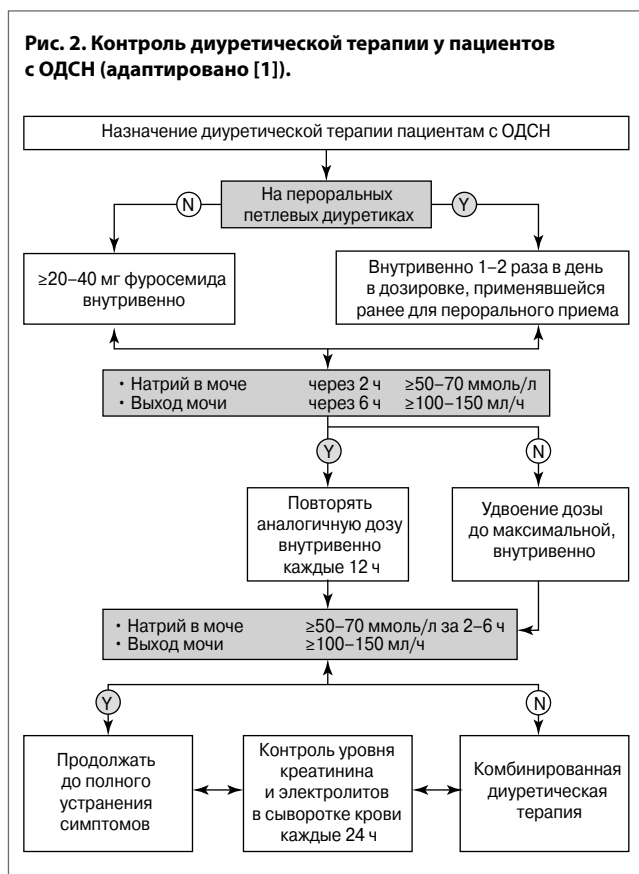 Рис. 2. Контроль диуретической терапии у пациентов
с ОДСН (адаптировано [1]).
Назначение диуретической терапии пациентам с ОДСН
На пероральных
петлевых диуретиках
N
Y
≥20–40 мг фуросемида
внутривенно
Внутривенно 1–2 раза в день
в дозировке, применявшейся
ранее для перорального приема
· Натрий в моче через 2 ч ≥50–70 ммоль/л
· Выход мочи через 6 ч ≥100–150 мл/ч
Y
N
Повторять
аналогичную дозу
внутривенно
каждые 12 ч
Удвоение дозы
до максимальной,
внутривенно
· Натрий в моче ≥50–70 ммоль/л за 2–6 ч
· Выход мочи ≥100–150 мл/ч
Y
N
Продолжать
до полного
устранения
симптомов
Контроль уровня
креатинина
и электролитов
в сыворотке крови
каждые 24 ч
Комбинированная
диуретическая
терапия